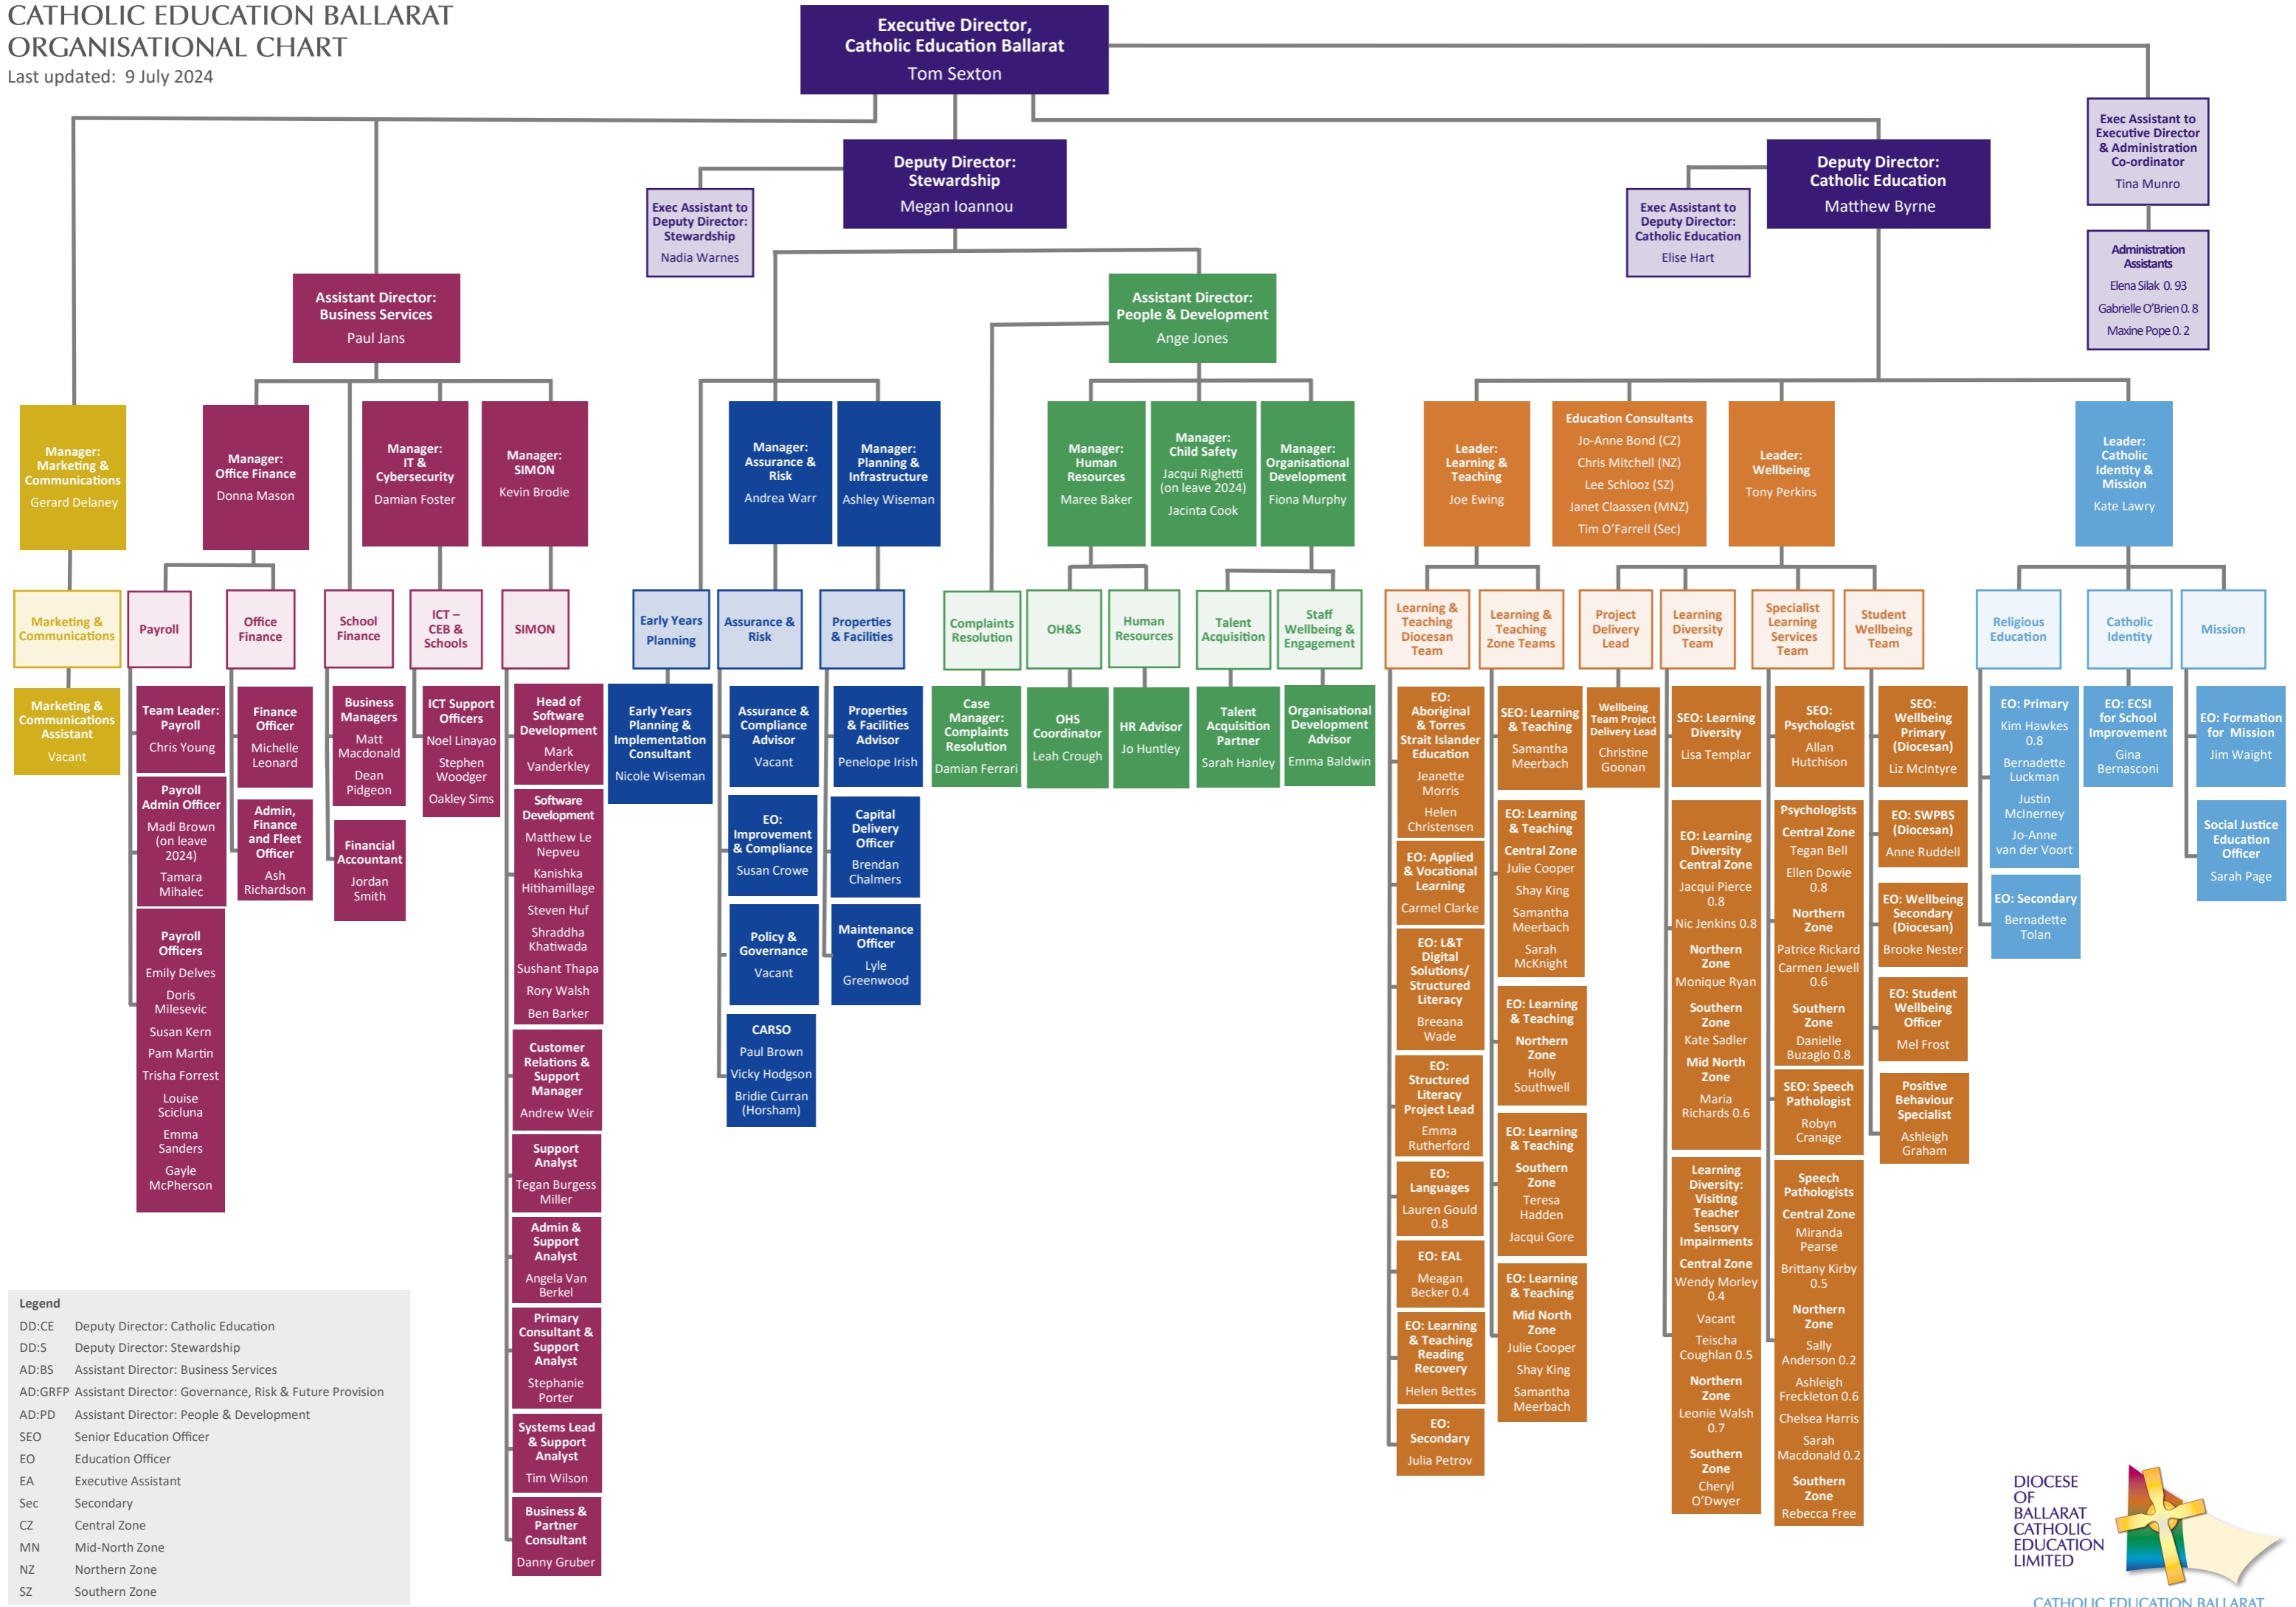 CATHOLIC EDUCATION BALLARAT
ORGANISATIONAL CHART
Last updated: 9 July 2024
Executive Director,
Catholic Education Ballarat
Tom Sexton
Exec Assistant to
Executive Director
& Administration
Co-ordinator
Tina Munro
Administration
Assistants
Elena Silak 0. 93
Gabrielle O'Brien 0. 8
Maxine Pope 0. 2
Deputy Director:
Stewardship
Megan Ioannou
Exec Assistant to
Deputy Director:
Stewardship
Nadia Warnes
Deputy Director:
Catholic Education
Matthew Byrne
Exec Assistant to
Deputy Director:
Catholic Education
Elise Hart
Assistant Director:
Business Services
Paul Jans
Assistant Director:
People & Development
Ange Jones
Manager:
Marketing &
Communications
Gerard Delaney
Manager:
Office Finance
Donna Mason
Manager:
IT &
Cybersecurity
Damian Foster
Manager:
SIMON
Kevin Brodie
Manager:
Assurance &
Risk
Andrea Warr
Manager:
Planning &
Infrastructure
Ashley Wiseman
Manager:
Human
Resources
Maree Baker
Manager:
Child Safety
Jacqui Righetti
(on leave 2024)
Jacinta Cook
Manager:
Organisational
Development
Fiona Murphy
Leader:
Learning &
Teaching
Joe Ewing
Education Consultants
Jo-Anne Bond (CZ)
Chris Mitchell (NZ)
Lee Schlooz (SZ)
Janet Claassen (MNZ)
Tim O'Farrell (Sec)
Leader:
Wellbeing
Tony Perkins
Leader:
Catholic
Identity &
Mission
Kate Lawry
Marketing &
Communications
Payroll
Office
Finance
School
Finance
ICT –
CEB &
Schools
SIMON
Early Years
Planning
Assurance &
Risk
Properties
& Facilities
Complaints
Resolution
OH&S
Human
Resources
Talent
Acquisition
Staff
Wellbeing &
Engagement
Learning &
Teaching
Diocesan
Team
Learning &
Teaching
Zone Teams
Project
Delivery
Lead
Learning
Diversity
Team
Specialist
Learning
Services
Team
Student
Wellbeing
Team
Religious
Education
Catholic
Identity
Mission
Marketing &
Communications
Assistant
Vacant
Team Leader:
Payroll
Chris Young
Payroll
Admin Officer
Madi Brown
(on leave
2024)
Tamara
Mihalec
Payroll
Officers
Emily Delves
Doris
Milesevic
Susan Kern
Pam Martin
Trisha Forrest
Louise
Scicluna
Emma
Sanders
Gayle
McPherson
Finance
Officer
Michelle
Leonard
Admin,
Finance
and Fleet
Officer
Ash
Richardson
Business
Managers
Matt
Macdonald
Dean
Pidgeon
Financial
Accountant
Jordan
Smith
ICT Support
Officers
Noel Linayao
Stephen
Woodger
Oakley Sims
Head of
Software
Development
Mark
Vanderkley
Software
Development
Matthew Le
Nepveu
Kanishka
Hitihamillage
Steven Huf
Shraddha
Khatiwada
Sushant Thapa
Rory Walsh
Ben Barker
Customer
Relations &
Support
Manager
Andrew Weir
Support
Analyst
Tegan Burgess
Miller
Admin &
Support
Analyst
Angela Van
Berkel
Primary
Consultant &
Support
Analyst
Stephanie
Porter
Systems Lead
& Support
Analyst
Tim Wilson
Business &
Partner
Consultant
Danny Gruber
Early Years
Planning &
Implementation
Consultant
Nicole Wiseman
Assurance &
Compliance
Advisor
Vacant
EO:
Improvement
& Compliance
Susan Crowe
Policy &
Governance
Vacant
CARSO
Paul Brown
Vicky Hodgson
Bridie Curran
(Horsham)
Properties
& Facilities
Advisor
Penelope Irish
Capital
Delivery
Officer
Brendan
Chalmers
Maintenance
Officer
Lyle
Greenwood
Case
Manager:
Complaints
Resolution
Damian Ferrari
OHS
Coordinator
Leah Crough
HR Advisor
Jo Huntley
Talent
Acquisition
Partner
Sarah Hanley
Organisational
Development
Advisor
Emma Baldwin
EO:
Aboriginal
& Torres
Strait Islander
Education
Jeanette
Morris
Helen
Christensen
EO: Applied
& Vocational
Learning
Carmel Clarke
EO: L&T
Digital
Solutions/
Structured
Literacy
Breeana
Wade
EO:
Structured
Literacy
Project Lead
Emma
Rutherford
EO:
Languages
Lauren Gould
0.8
EO: EAL
Meagan
Becker 0.4
EO: Learning
& Teaching
Reading
Recovery
Helen Bettes
EO:
Secondary
Julia Petrov
SEO: Learning
& Teaching
Samantha
Meerbach
EO: Learning
& Teaching
Central Zone
Julie Cooper
Shay King
Samantha
Meerbach
Sarah
McKnight
EO: Learning
& Teaching
Northern
Zone
Holly
Southwell
EO: Learning
& Teaching
Southern
Zone
Teresa
Hadden
Jacqui Gore
EO: Learning
& Teaching
Mid North
Zone
Julie Cooper
Shay King
Samantha
Meerbach
Wellbeing
Team Project
Delivery Lead
Christine
Goonan
SEO: Learning
Diversity
Lisa Templar
EO: Learning
Diversity
Central Zone
Jacqui Pierce
0.8
Nic Jenkins 0.8
Northern
Zone
Monique Ryan
Southern
Zone
Kate Sadler
Mid North
Zone
Maria
Richards 0.6
Learning
Diversity:
Visiting
Teacher
Sensory
Impairments
Central Zone
Wendy Morley
0.4
Vacant
Teischa
Coughlan 0.5
Northern
Zone
Leonie Walsh
0.7
Southern
Zone
Cheryl
O'Dwyer
SEO:
Psychologist
Allan
Hutchison
Psychologists
Central Zone
Tegan Bell
Ellen Dowie
0.8
Northern
Zone
Patrice Rickard
Carmen Jewell
0.6
Southern
Zone
Danielle
Buzaglo 0.8
SEO: Speech
Pathologist
Robyn
Cranage
Speech
Pathologists
Central Zone
Miranda
Pearse
Brittany Kirby
0.5
Northern
Zone
Sally
Anderson 0.2
Ashleigh
Freckleton 0.6
Chelsea Harris
Sarah
Macdonald 0.2
Southern
Zone
Rebecca Free
SEO:
Wellbeing
Primary
(Diocesan)
Liz McIntyre
EO: SWPBS
(Diocesan)
Anne Ruddell
EO: Wellbeing
Secondary
(Diocesan)
Brooke Nester
EO: Student
Wellbeing
Officer
Mel Frost
Positive
Behaviour
Specialist
Ashleigh
Graham
EO: Primary
Kim Hawkes
0.8
Bernadette
Luckman
Justin
McInerney
Jo-Anne
van der Voort
EO: Secondary
Bernadette
Tolan
EO: ECSI
for School
Improvement
Gina
Bernasconi
EO: Formation
for Mission
Jim Waight
Social Justice
Education
Officer
Sarah Page
Legend
DD:CE Deputy Director: Catholic Education
DD:S Deputy Director: Stewardship
AD:BS Assistant Director: Business Services
AD:GRFP Assistant Director: Governance, Risk & Future Provision
AD:PD Assistant Director: People & Development
SEO Senior Education Officer
EO Education Officer
EA Executive Assistant
Sec Secondary
CZ Central Zone
MN Mid-North Zone
NZ Northern Zone
SZ Southern Zone
DIOCESE
OF
BALLARAT
CATHOLIC
EDUCATION
LIMITED
CATHOLIC EDUCATION BALLARAT